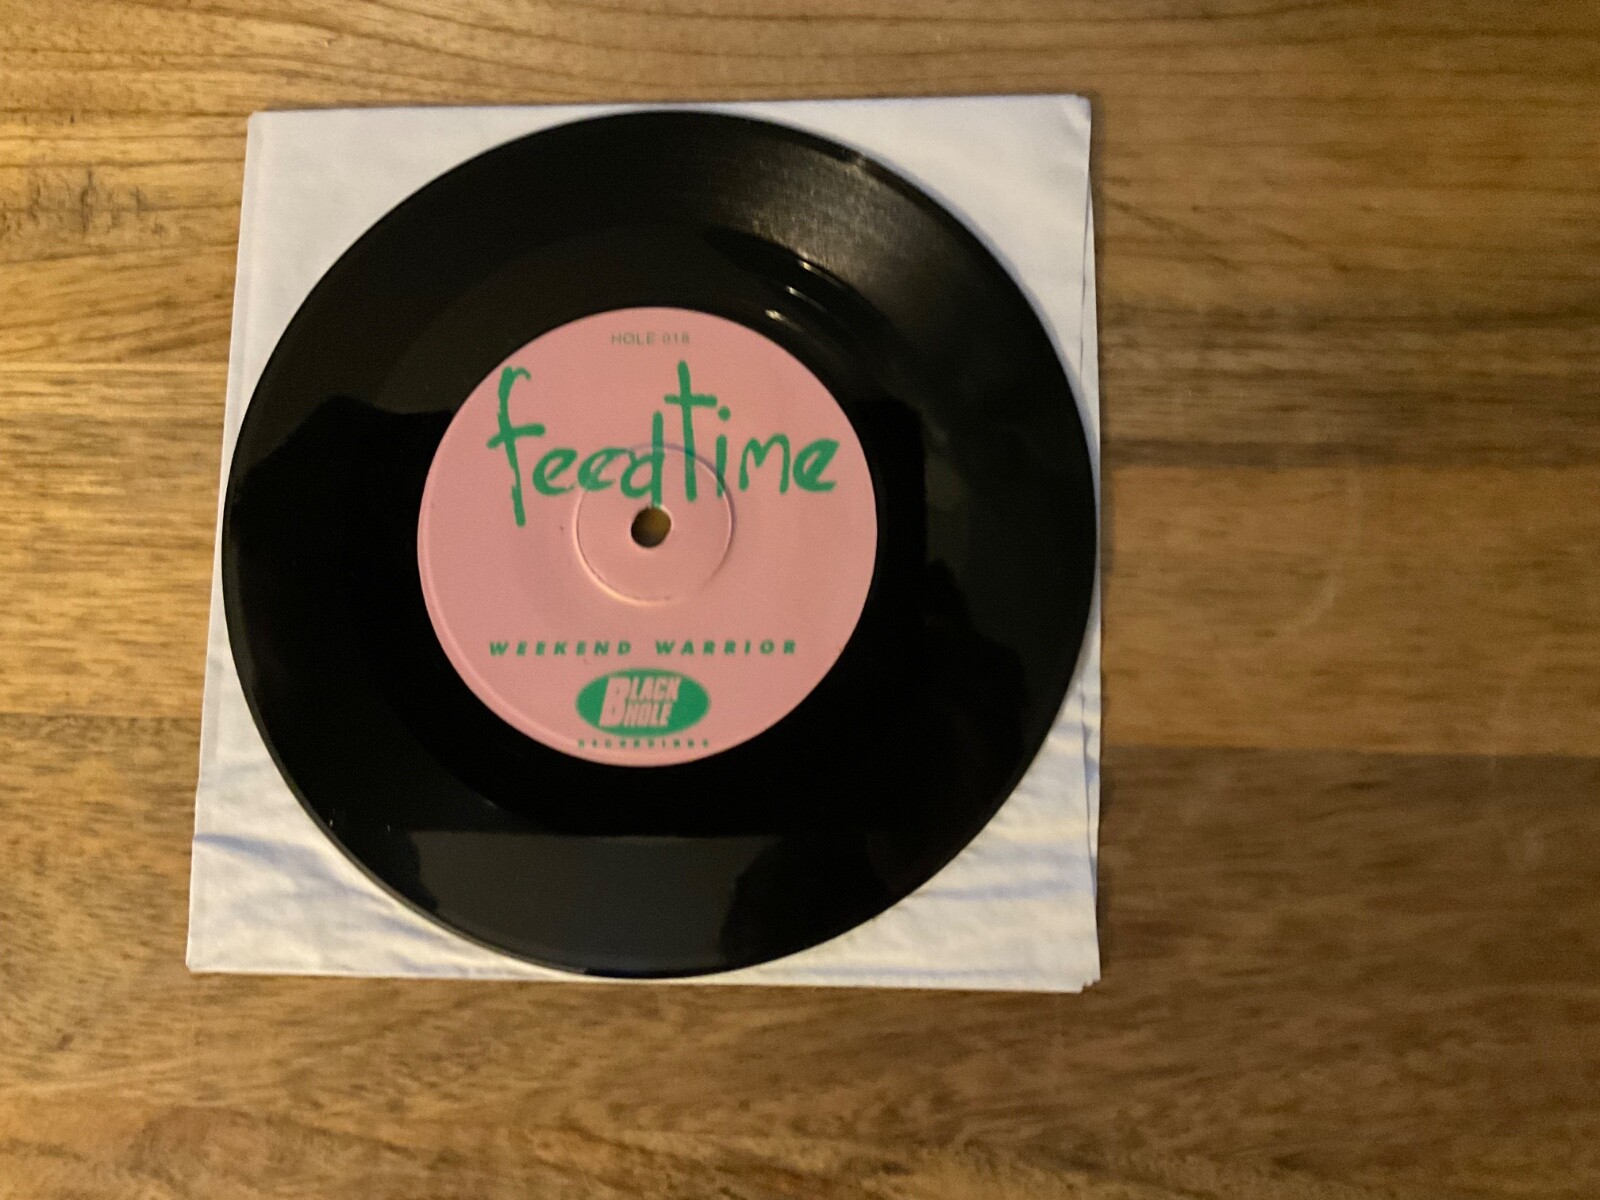 HOLE 018
feedtime
WEEKEND WARRIOR
BLACK
HOLE
RECORDINGS